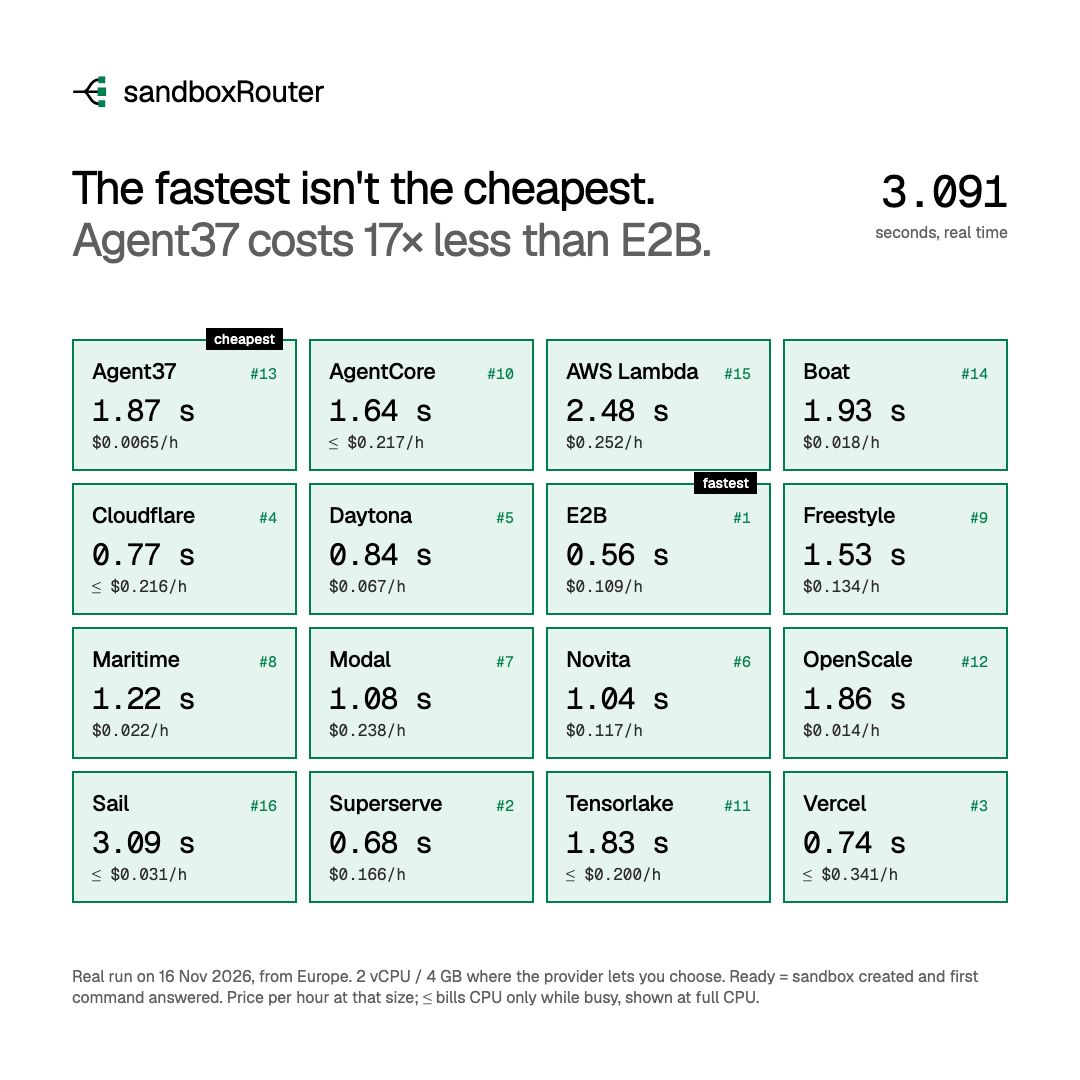 sandboxRouter
The fastest isn't the cheapest.
Agent37 costs 17× less than E2B.
3.091
seconds, real time
cheapest
Agent37 #13
1.87 s
$0.0065/h
AgentCore #10
1.64 s
≤ $0.217/h
AWS Lambda #15
2.48 s
$0.252/h
Boat #14
1.93 s
$0.018/h
Cloudflare #4
0.77 s
≤ $0.216/h
Daytona #5
0.84 s
$0.067/h
fastest
E2B #1
0.56 s
$0.109/h
Freestyle #9
1.53 s
$0.134/h
Maritime #8
1.22 s
$0.022/h
Modal #7
1.08 s
$0.238/h
Novita #6
1.04 s
$0.117/h
OpenScale #12
1.86 s
$0.014/h
Sail #16
3.09 s
≤ $0.031/h
Superserve #2
0.68 s
$0.166/h
Tensorlake #11
1.83 s
≤ $0.200/h
Vercel #3
0.74 s
≤ $0.341/h
Real run on 16 Nov 2026, from Europe. 2 vCPU / 4 GB where the provider lets you choose. Ready = sandbox created and first
command answered. Price per hour at that size; ≤ bills CPU only while busy, shown at full CPU.